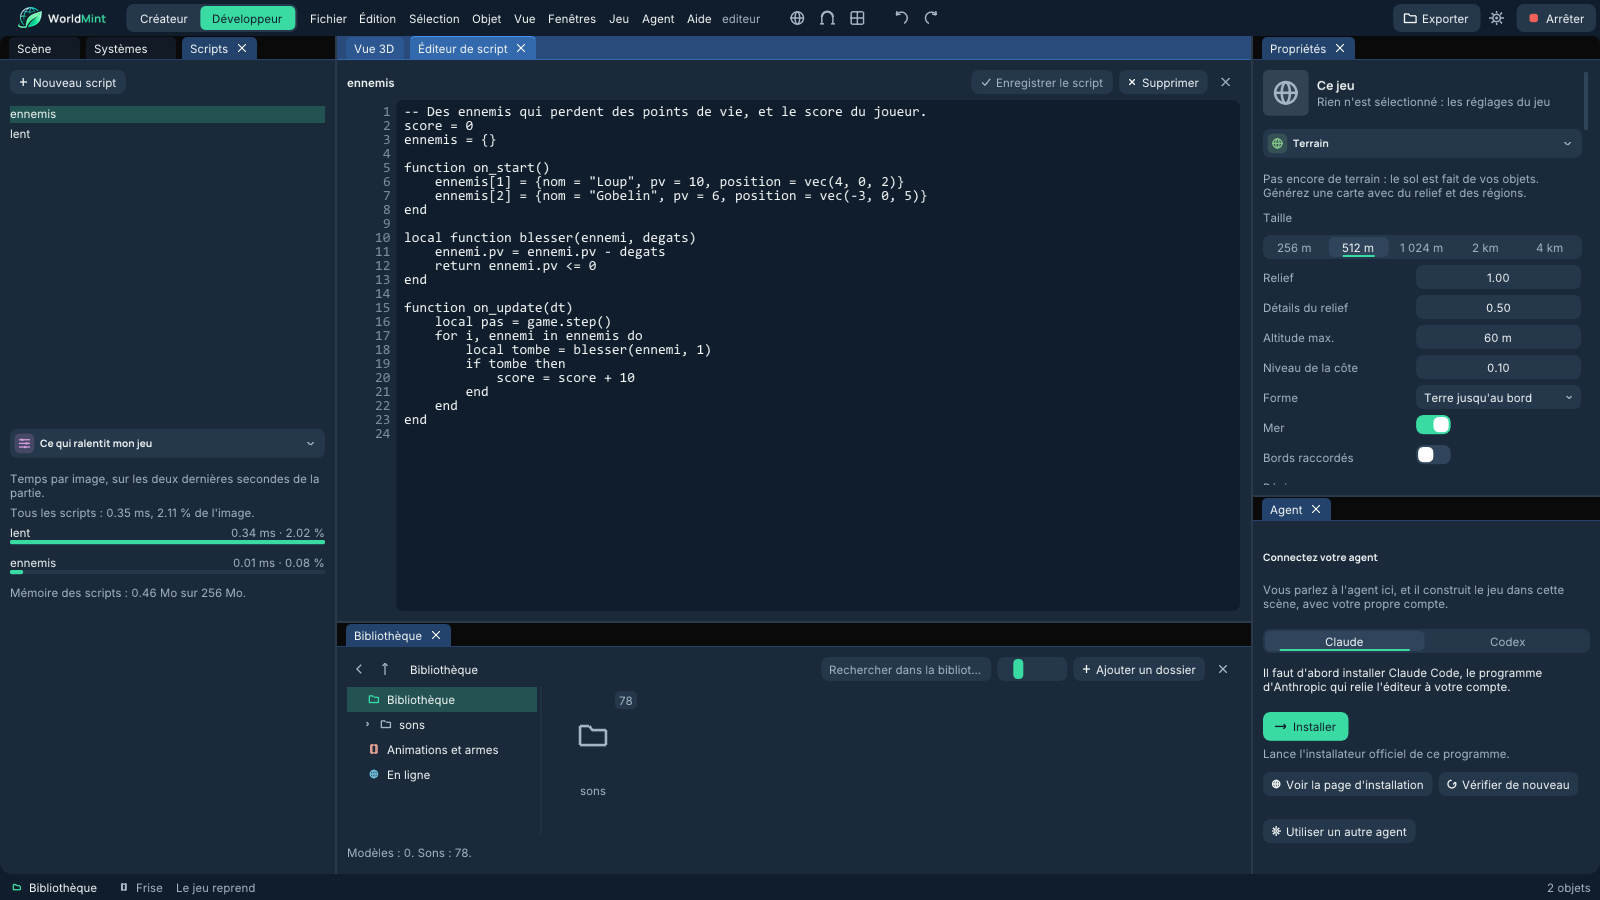 WorldMint
Créateur
Développeur
Fichier
Édition
Sélection
Objet
Vue
Fenêtres
Jeu
Agent
Aide
editeur
Exporter
Arrêter
Scène
Systèmes
Scripts
Vue 3D
Éditeur de script
Propriétés
+ Nouveau script
ennemis
lent
Ce qui ralentit mon jeu
Temps par image, sur les deux dernières secondes de la
partie.
Tous les scripts : 0.35 ms, 2.11 % de l'image.
lent 0.34 ms · 2.02 %
ennemis 0.01 ms · 0.08 %
Mémoire des scripts : 0.46 Mo sur 256 Mo.
ennemis
Enregistrer le script
Supprimer
1 -- Des ennemis qui perdent des points de vie, et le score du joueur.
2 score = 0
3 ennemis = {}
4
5 function on_start()
6     ennemis[1] = {nom = "Loup", pv = 10, position = vec(4, 0, 2)}
7     ennemis[2] = {nom = "Gobelin", pv = 6, position = vec(-3, 0, 5)}
8 end
9
10 local function blesser(ennemi, degats)
11     ennemi.pv = ennemi.pv - degats
12     return ennemi.pv <= 0
13 end
14
15 function on_update(dt)
16     local pas = game.step()
17     for i, ennemi in ennemis do
18         local tombe = blesser(ennemi, 1)
19         if tombe then
20             score = score + 10
21         end
22     end
23 end
24
Bibliothèque
Bibliothèque
Rechercher dans la bibliot...
+ Ajouter un dossier
Bibliothèque
sons
Animations et armes
En ligne
78
sons
Modèles : 0. Sons : 78.
Ce jeu
Rien n'est sélectionné : les réglages du jeu
Terrain
Pas encore de terrain : le sol est fait de vos objets.
Générez une carte avec du relief et des régions.
Taille
256 m
512 m
1 024 m
2 km
4 km
Relief 1.00
Détails du relief 0.50
Altitude max. 60 m
Niveau de la côte 0.10
Forme Terre jusqu'au bord
Mer
Bords raccordés
Agent
Connectez votre agent
Vous parlez à l'agent ici, et il construit le jeu dans cette
scène, avec votre propre compte.
Claude
Codex
Il faut d'abord installer Claude Code, le programme
d'Anthropic qui relie l'éditeur à votre compte.
Installer
Lance l'installateur officiel de ce programme.
Voir la page d'installation
Vérifier de nouveau
Utiliser un autre agent
Bibliothèque
Frise
Le jeu reprend
2 objets